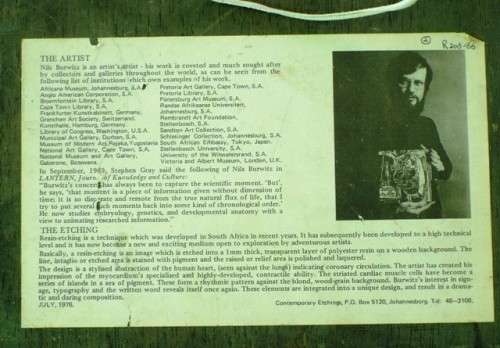 ② R200-66
THE ARTIST
Nils Burwitz is an artist's artist - his work is coveted and much sought after
by collectors and galleries throughout the world, as can be seen from the
following list of institutions which own examples of his work.
Africana Museum, Johannesburg, S.A. Pretoria Art Gallery, Cape Town, S.A.
Anglo American Corporation, S.A. Pretoria Library, S.A.
Bloemfontein Library, S.A. Pietersburg Art Museum, S.A.
Cape Town Library, S.A. Randse Afrikaanse Universiteit,
Frankfurter Kunstkabinett, Germany, Johannesburg, S.A.
Grenchen Art Society, Switzerland. Rembrandt Art Foundation,
Kunsthalle, Hamburg, Germany. Stellenbosch, S.A.
Library of Congress, Washington, U.S.A. Sandton Art Collection, S.A.
Municipal Art Gallery, Durban, S.A. Schlesinger Collection, Johannesburg, S.A.
Museum of Modern Art, Rejeka, Yugoslavia South African Embassy, Tokyo, Japan.
National Art Gallery, Cape Town, S.A. Stellenbosch University, S.A.
National Museum and Art Gallery, University of the Witwatersrand, S.A.
Gaborone, Botswana. Victoria and Albert Museum, London, U.K.
In September, Stephen Gray said the following of Nils Burwitz in
LANTERN, Journ. of Knowledge and Culture:
"Burwitz's concern has always been to capture the scientific moment. 'But',
he says, 'that moment is a piece of information given without dimension of
time: it is so disparate and remote from the true natural flux of life, that I
try to put several such moments back into some kind of chronological order.'
He now studies embryology, genetics, and developmental anatomy with a
view to animating researched information."
THE ETCHING
Resin-etching is a technique which was developed in South Africa in recent years. It has subsequently been developed to a high technical
level and is has now become a new and exciting medium open to exploration by adventurous artists.
Basically, a resin-etching is an image which is etched into a 1mm thick, transparent layer of polyester resin on a wooden background. The
line, intaglio or etched area is stained with pigment and the raised or relief area is polished and laquered.
The design is a stylised abstraction of the human heart, (seen against the lung) indicating coronary circulation. The artist has created his
impression of the myocardium's specialised and highly-developed, contractile ability. The striated cardiac muscle cells have become a
series of islands in a sea of pigment. These form a rhythmic pattern against the blond, wood-grain background. Burwitz's interest in sign-
age, typography and the written word reveals itself once again. These elements are integrated into a unique design, and result in a drama-
tic and daring composition.
JULY, 1976. Contemporary Etchings, P.O. Box 5120, Johannesburg. Tel: 46-2106.